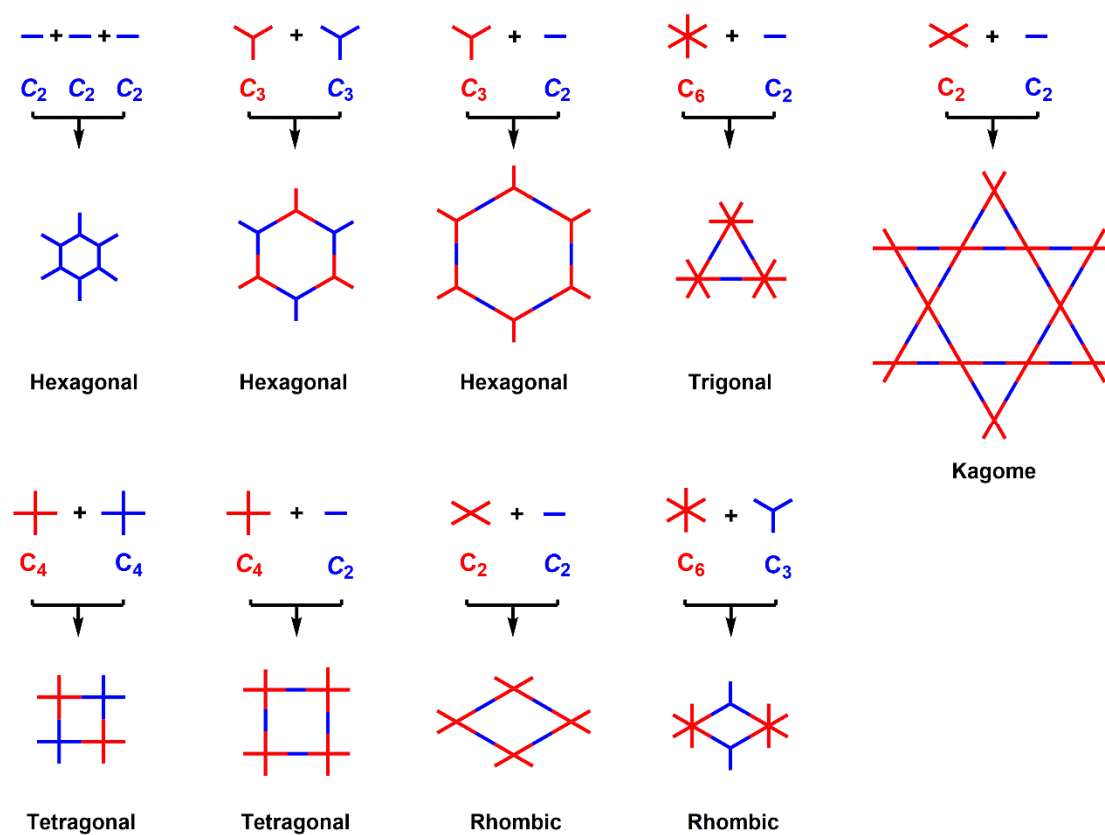 + + + + + +
C2 C2 C2 C3 C3 C3 C2 C6 C2 C2 C2
Hexagonal Hexagonal Hexagonal Trigonal
Kagome
+ + + +
C4 C4 C4 C2 C2 C2 C6 C3
Tetragonal Tetragonal Rhombic Rhombic